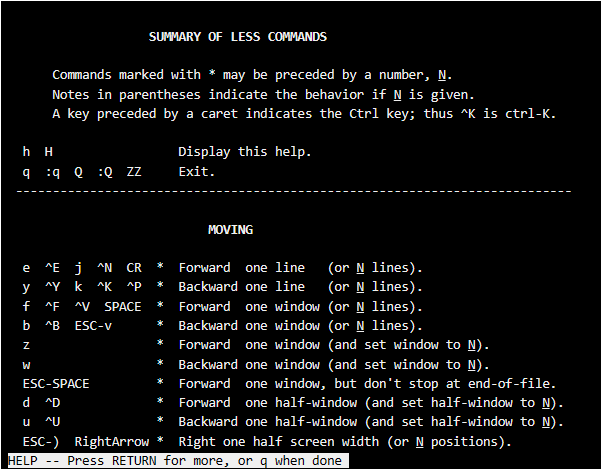 SUMMARY OF LESS COMMANDS
Commands marked with * may be preceded by a number, N.
Notes in parentheses indicate the behavior if N is given.
A key preceded by a caret indicates the Ctrl key; thus ^K is ctrl-K.
h  H                 Display this help.
q  :q  Q  :Q  ZZ     Exit.
---------------------------------------------------------------------------
MOVING
e  ^E  j  ^N  CR  *  Forward  one line   (or N lines).
y  ^Y  k  ^K  ^P  *  Backward one line   (or N lines).
f  ^F  ^V  SPACE  *  Forward  one window (or N lines).
b  ^B  ESC-v      *  Backward one window (or N lines).
z                 *  Forward  one window (and set window to N).
w                 *  Backward one window (and set window to N).
ESC-SPACE         *  Forward  one window, but don't stop at end-of-file.
d  ^D             *  Forward  one half-window (and set half-window to N).
u  ^U             *  Backward one half-window (and set half-window to N).
ESC-)  RightArrow *  Right one half screen width (or N positions).
HELP -- Press RETURN for more, or q when done